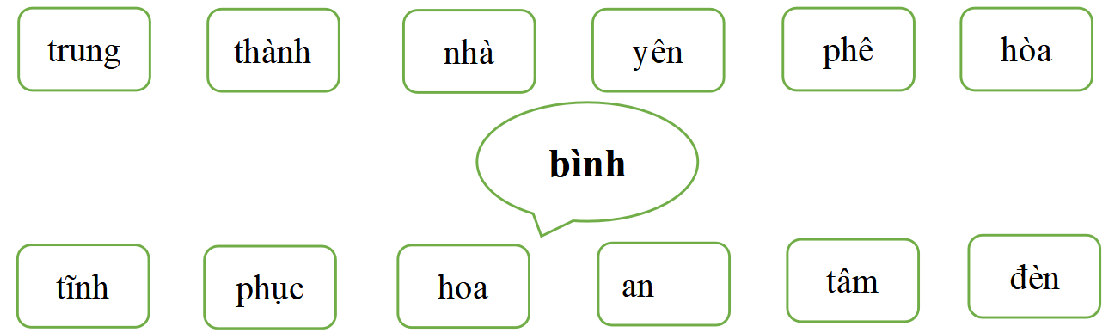 trung thành nhà yên phê hòa
bình
tĩnh phục hoa an tâm đèn